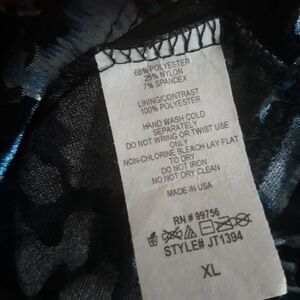 68% POLYESTER
25% NYLON
7% SPANDEX
LINING/CONTRAST
100% POLYESTER
HAND WASH COLD
SEPARATELY
DO NOT WRING OR TWIST USE
ONLY
NON-CHLORINE BLEACH LAY FLAT
TO DRY
DO NOT IRON
NO NOT DRY CLEAN
MADE IN USA
RN # 99756
STYLE# JT1394
XL